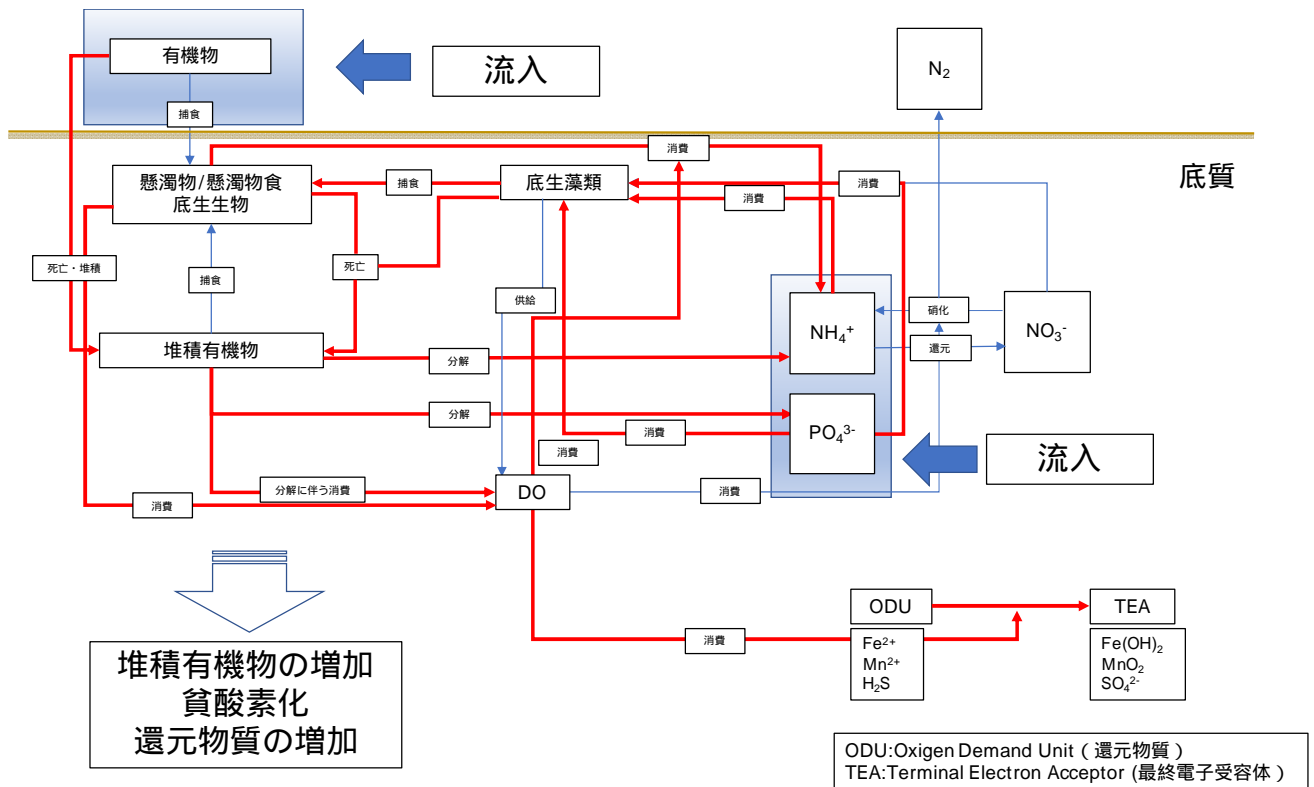 有機物
流入
N₂
捕食
消費
懸濁物/懸濁物食
底生生物
捕食
底生藻類
消費
消費
底質
死亡・堆積
捕食
死亡
供給
NH₄⁺
硝化
還元
NO₃⁻
堆積有機物
分解
分解
PO₄³⁻
消費
消費
流入
分解に伴う消費
DO
消費
消費
堆積有機物の増加
貧酸素化
還元物質の増加
消費
ODU
TEA
Fe²⁺
Mn²⁺
H₂S
Fe(OH)₂
MnO₂
SO₄²⁻
ODU:Oxigen Demand Unit(還元物質)
TEA:Terminal Electron Acceptor (最終電子受容体)